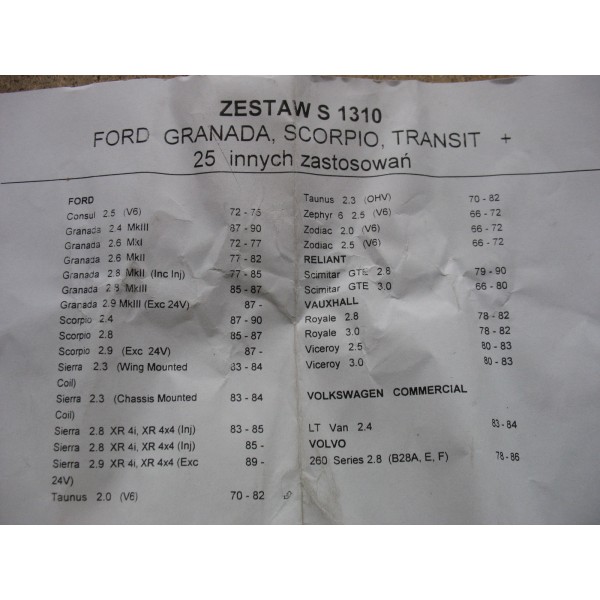 ZESTAW S 1310
FORD GRANADA, SCORPIO, TRANSIT +
25 innych zastosowań
FORD
Consul 2.5 (V6) 72 - 75
Granada 2.4 MkIII 87 - 90
Granada 2.6 MkI 72 - 77
Granada 2.6 MkII 77 - 82
Granada 2.8 MkII (Inc Inj) 77 - 85
Granada 2.8 MkIII 85 - 87
Granada 2.9 MkIII (Exc 24V) 87 -
Scorpio 2.4 87 - 90
Scorpio 2.8 85 - 87
Scorpio 2.9 (Exc 24V) 87 -
Sierra 2.3 (Wing Mounted 83 - 84
Coil)
Sierra 2.3 (Chassis Mounted 83 - 84
Coil)
Sierra 2.8 XR 4i, XR 4x4 (Inj) 83 - 85
Sierra 2.8 XR 4i, XR 4x4 (Inj) 85 -
Sierra 2.9 XR 4i, XR 4x4 (Exc 89 -
24V)
Taunus 2.0 (V6) 70 - 82
Taunus 2.3 (OHV) 70 - 82
Zephyr 6 2.5 (V6) 66 - 72
Zodiac 2.0 (V6) 66 - 72
Zodiac 2.5 (V6) 66 - 72
RELIANT
Scimitar GTE 2.8 79 - 90
Scimitar GTE 3.0 66 - 80
VAUXHALL
Royale 2.8 78 - 82
Royale 3.0 78 - 82
Viceroy 2.5 80 - 83
Viceroy 3.0 80 - 83
VOLKSWAGEN COMMERCIAL
LT Van 2.4 83 - 84
VOLVO
260 Series 2.8 (B28A, E, F) 78 - 86